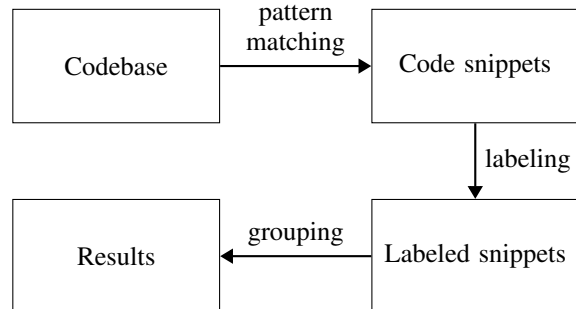 pattern
matching
Codebase
Code snippets
labeling
grouping
Results
Labeled snippets